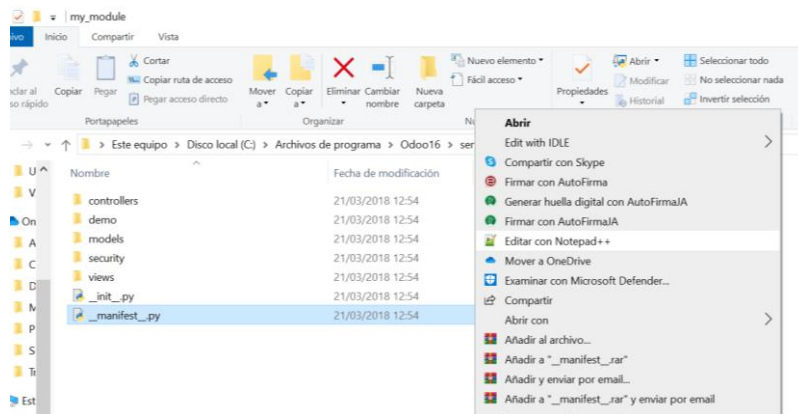 my_module
ivo Inicio Compartir Vista
Copiar
Pegar
Cortar
Copiar ruta de acceso
Pegar acceso directo
Mover a
Copiar a
Eliminar
Cambiar nombre
Nueva carpeta
Nuevo elemento
Fácil acceso
Propiedades
Abrir
Modificar
Historial
Seleccionar todo
No seleccionar nada
Invertir selección
Portapapeles
Organizar
Este equipo > Disco local (C:) > Archivos de programa > Odoo16 > ser
Nombre Fecha de modificación
controllers 21/03/2018 12:54
demo 21/03/2018 12:54
models 21/03/2018 12:54
security 21/03/2018 12:54
views 21/03/2018 12:54
__init__.py 21/03/2018 12:54
__manifest__.py 21/03/2018 12:54
U
V
On
A
C
D
M
P
S
Tr
Est
Abrir
Edit with IDLE
Compartir con Skype
Firmar con AutoFirma
Generar huella digital con AutoFirmaJA
Firmar con AutoFirmaJA
Editar con Notepad++
Mover a OneDrive
Examinar con Microsoft Defender...
Compartir
Abrir con
Añadir al archivo...
Añadir a "__manifest__.rar"
Añadir y enviar por email...
Añadir a "__manifest__.rar" y enviar por email